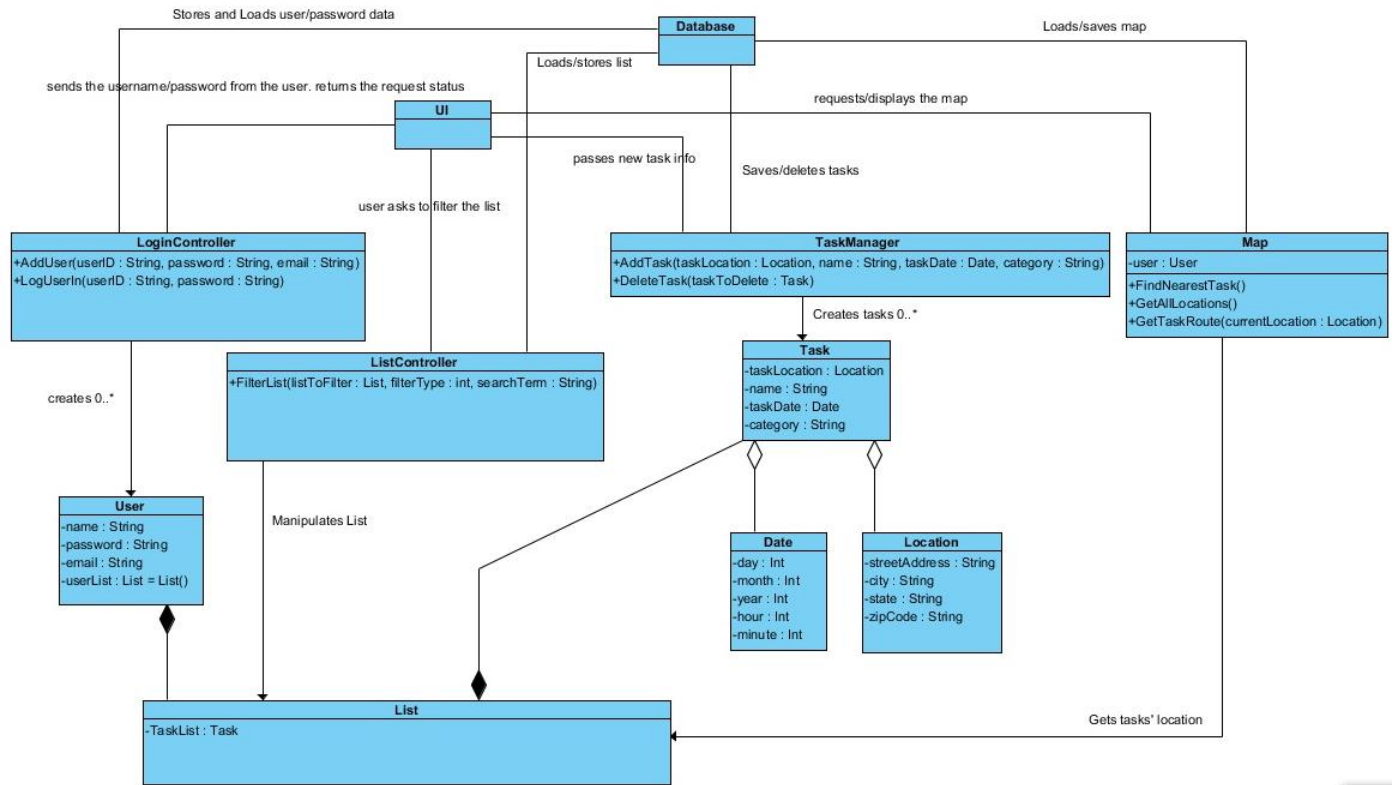 Stores and Loads user/password data
Database
Loads/saves map
Loads/stores list
sends the username/password from the user. returns the request status
UI
requests/displays the map
passes new task info
Saves/deletes tasks
user asks to filter the list
LoginController
+AddUser(userID : String, password : String, email : String)
+LogUserIn(userID : String, password : String)
TaskManager
+AddTask(taskLocation : Location, name : String, taskDate : Date, category : String)
+DeleteTask(taskToDelete : Task)
Map
-user : User
+FindNearestTask()
+GetAllLocations()
+GetTaskRoute(currentLocation : Location)
Creates tasks 0..*
ListController
+FilterList(listToFilter : List, filterType : int, searchTerm : String)
Task
-taskLocation : Location
-name : String
-taskDate : Date
-category : String
creates 0..*
User
-name : String
-password : String
-email : String
-userList : List = List()
Manipulates List
Date
-day : Int
-month : Int
-year : Int
-hour : Int
-minute : Int
Location
-streetAddress : String
-city : String
-state : String
-zipCode : String
List
-TaskList : Task
Gets tasks' location